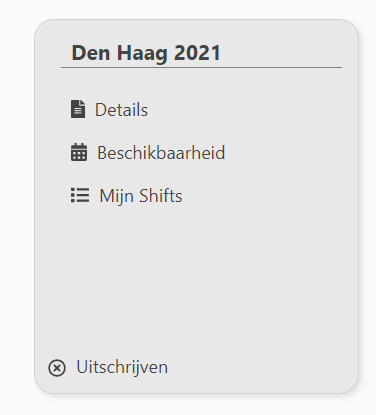 Den Haag 2021
Details
Beschikbaarheid
Mijn Shifts
Uitschrijven